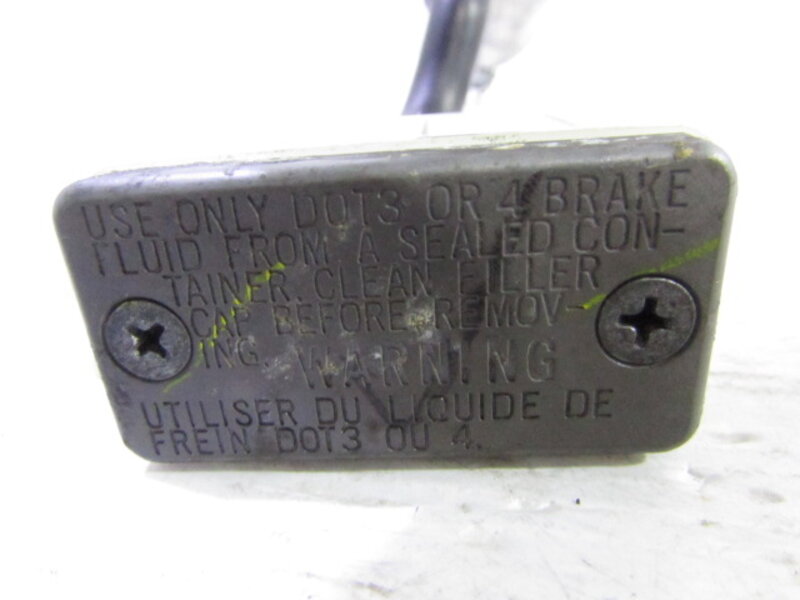 USE ONLY DOT3 OR 4 BRAKE
FLUID FROM A SEALED CON-
TAINER. CLEAN FILLER
CAP BEFORE REMOV-
ING. WARNING
UTILISER DU LIQUIDE DE
FREIN DOT3 OU 4.